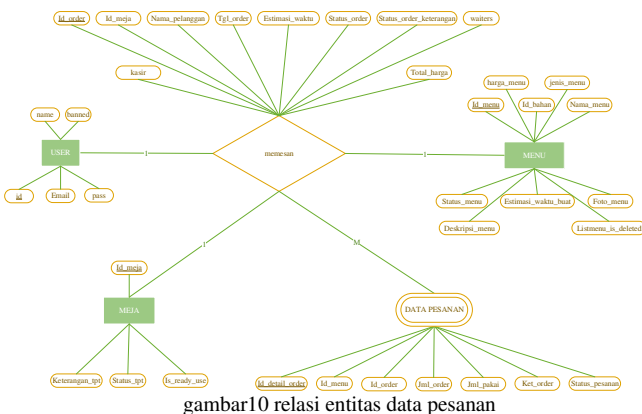 Id_order Id_meja Nama_pelanggan Tgl_order Estimasi_waktu Status_order Status_order_keterangan waiters
kasir Total_harga
harga_menu jenis_menu
Id_menu Id_bahan Nama_menu
name banned
USER 1 memesan 1 MENU
id Email pass
Status_menu Estimasi_waktu_buat Foto_menu
Deskripsi_menu Listmenu_is_deleted
1 M
Id_meja
MEJA DATA PESANAN
Keterangan_tpt Status_tpt Is_ready_use
Id_detail_order Id_menu Id_order Jml_order Jml_pakai Ket_order Status_pesanan
gambar10 relasi entitas data pesanan